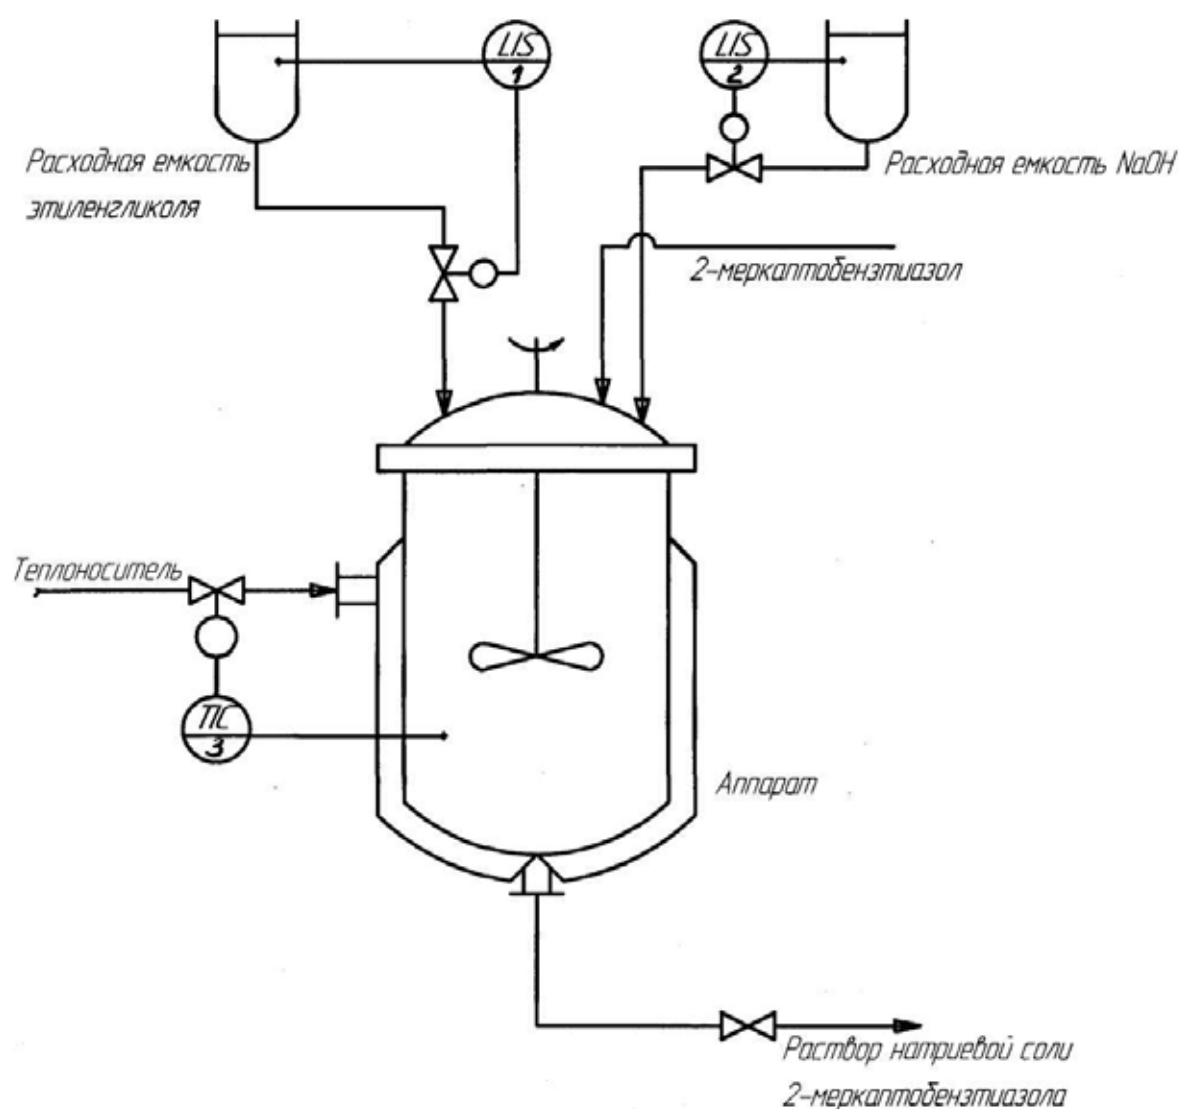 LIS
1
LIS
2
Расходная емкость
этиленгликоля
Расходная емкость NaOH
2-меркаптобензтиазол
Теплоноситель
TIC
3
Аппарат
Раствор натриевой соли
2-меркаптобензтиазола